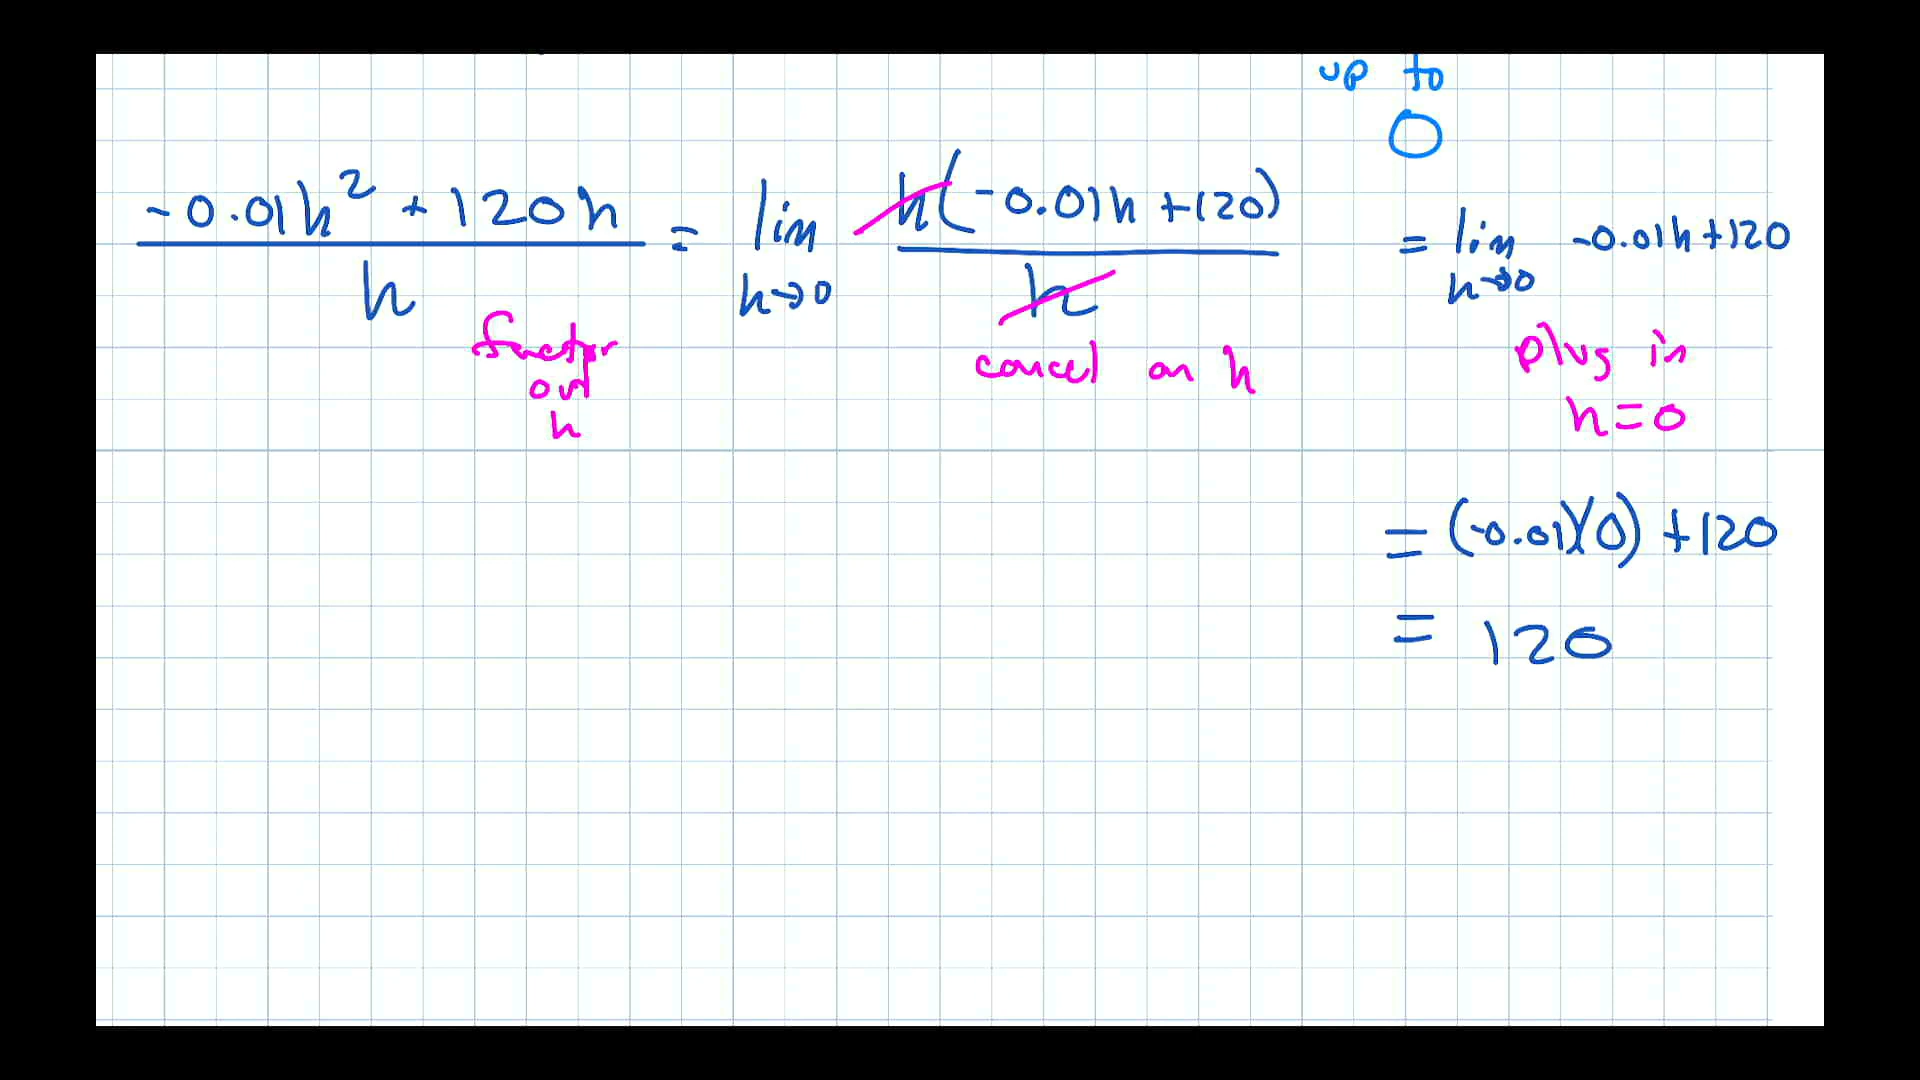 up to
0
-0.01h² + 120h / h = lim h→0 h(-0.01h +120) / h = lim h→0 -0.01h+120
factor out h
cancel an h
plug in h=0
= (-0.01)(0) +120
= 120